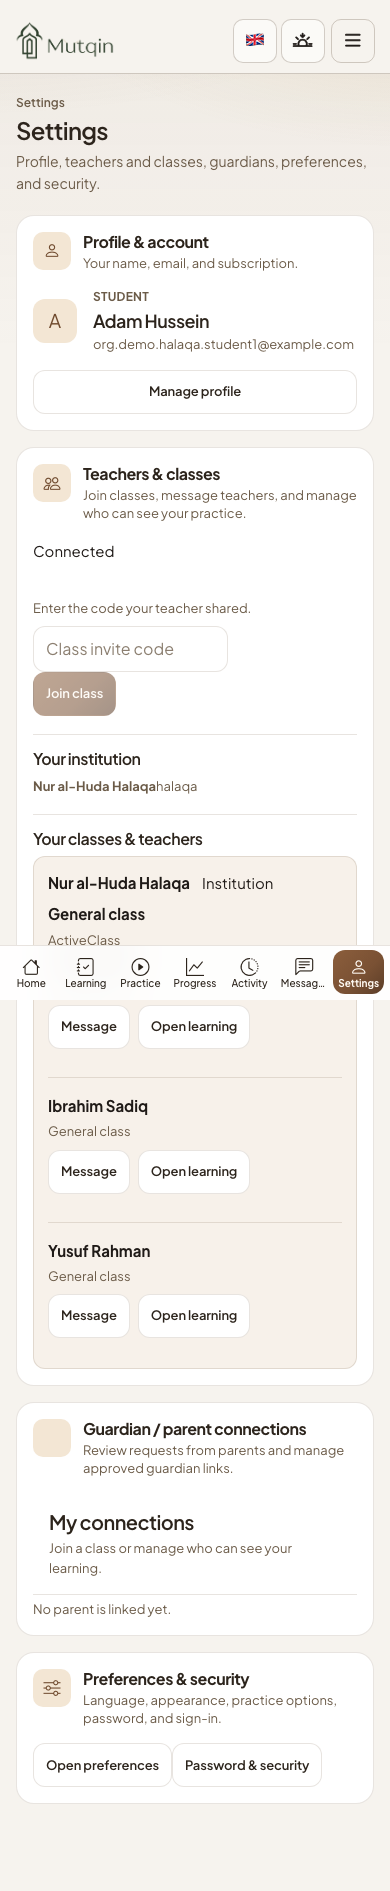 Mutqin
Settings
Settings
Profile, teachers and classes, guardians, preferences,
and security.
Profile & account
Your name, email, and subscription.
A
STUDENT
Adam Hussein
org.demo.halaqa.student1@example.com
Manage profile
Teachers & classes
Join classes, message teachers, and manage
who can see your practice.
Connected
Enter the code your teacher shared.
Class invite code
Join class
Your institution
Nur al-Huda Halaqahalaqa
Your classes & teachers
Nur al-Huda Halaqa Institution
General class
ActiveClass
Home Learning Practice Progress Activity Messag... Settings
Message Open learning
Ibrahim Sadiq
General class
Message Open learning
Yusuf Rahman
General class
Message Open learning
Guardian / parent connections
Review requests from parents and manage
approved guardian links.
My connections
Join a class or manage who can see your
learning.
No parent is linked yet.
Preferences & security
Language, appearance, practice options,
password, and sign-in.
Open preferences Password & security